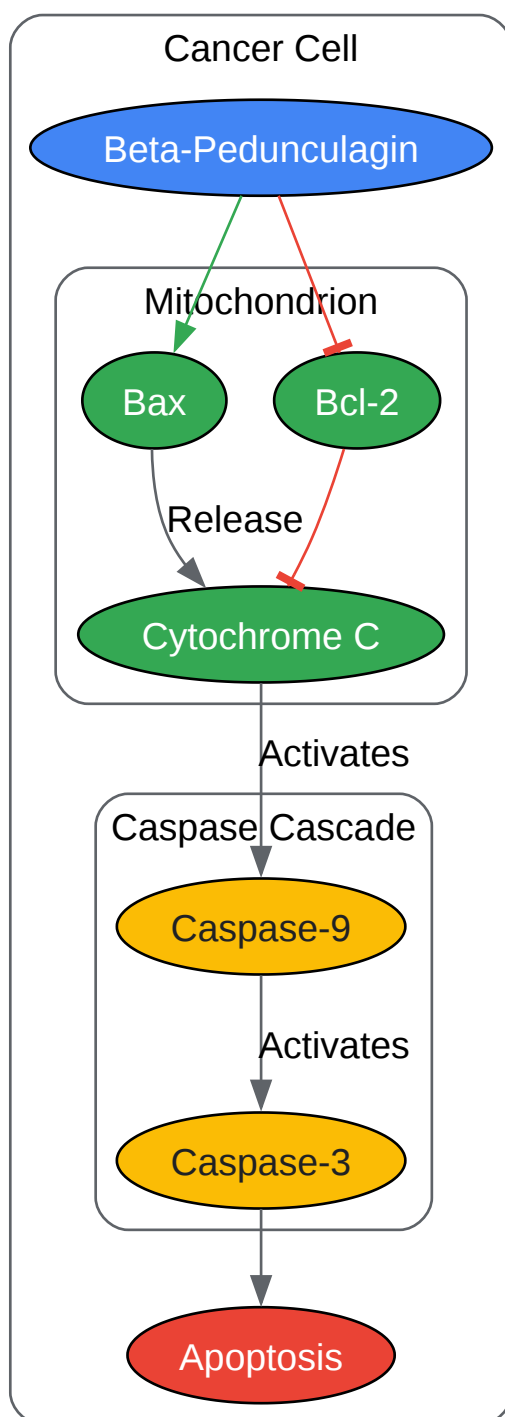 Cancer Cell
Beta-Pedunculagin
Mitochondrion
Bax
Bcl-2
Release
Cytochrome C
Activates
Caspase Cascade
Caspase-9
Activates
Caspase-3
Apoptosis